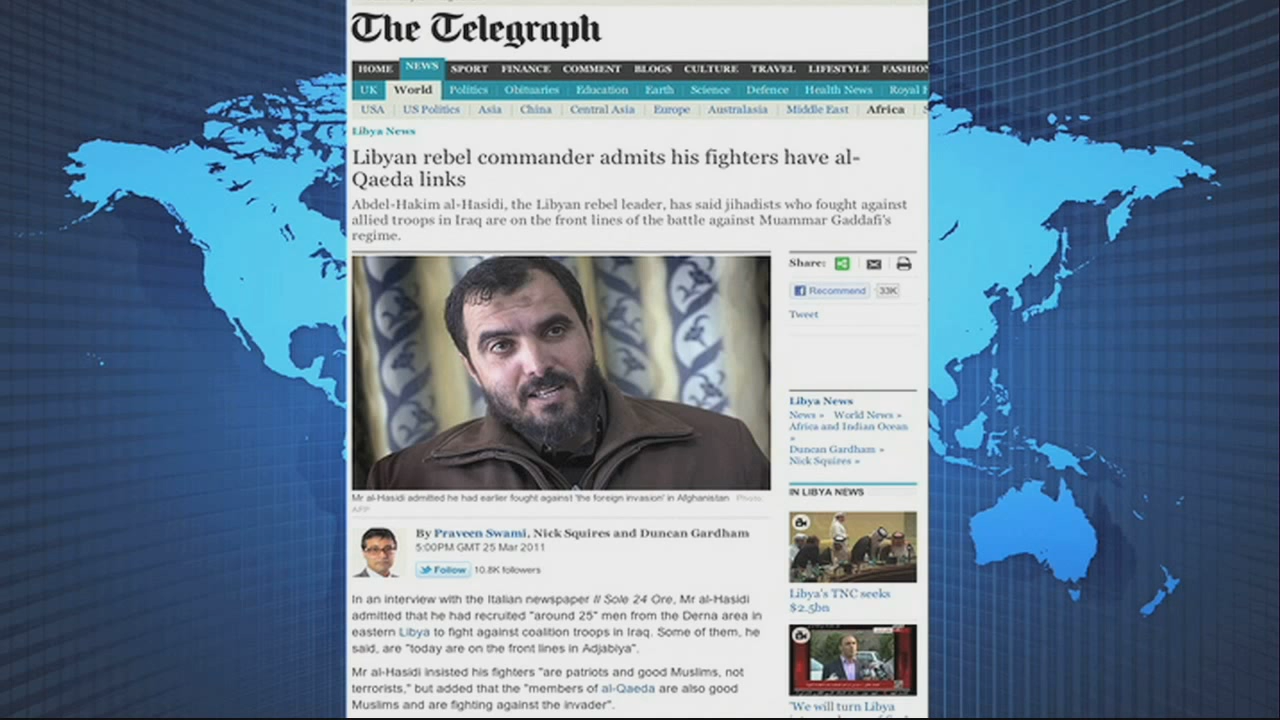 The Telegraph
HOME NEWS SPORT FINANCE COMMENT BLOGS CULTURE TRAVEL LIFESTYLE FASHION
UK World Politics Obituaries Education Earth Science Defence Health News Royal
USA US Politics Asia China Central Asia Europe Australasia Middle East Africa
Libya News
Libyan rebel commander admits his fighters have al-
Qaeda links
Abdel-Hakim al-Hasidi, the Libyan rebel leader, has said jihadists who fought against
allied troops in Iraq are on the front lines of the battle against Muammar Gaddafi's
regime.
Mr al-Hasidi admitted he had earlier fought against 'the foreign invasion' in Afghanistan Photo:
AFP
By Praveen Swami, Nick Squires and Duncan Gardham
5:00PM GMT 25 Mar 2011
Follow 10.8K followers
In an interview with the Italian newspaper Il Sole 24 Ore, Mr al-Hasidi
admitted that he had recruited "around 25" men from the Derna area in
eastern Libya to fight against coalition troops in Iraq. Some of them, he
said, are "today are on the front lines in Adjabiya".
Mr al-Hasidi insisted his fighters "are patriots and good Muslims, not
terrorists," but added that the "members of al-Qaeda are also good
Muslims and are fighting against the invader".
Share:
Recommend 33K
Tweet
Libya News
News » World News »
Africa and Indian Ocean
»
Duncan Gardham »
Nick Squires »
IN LIBYA NEWS
Libya's TNC seeks
$2.5bn
'We will turn Libya